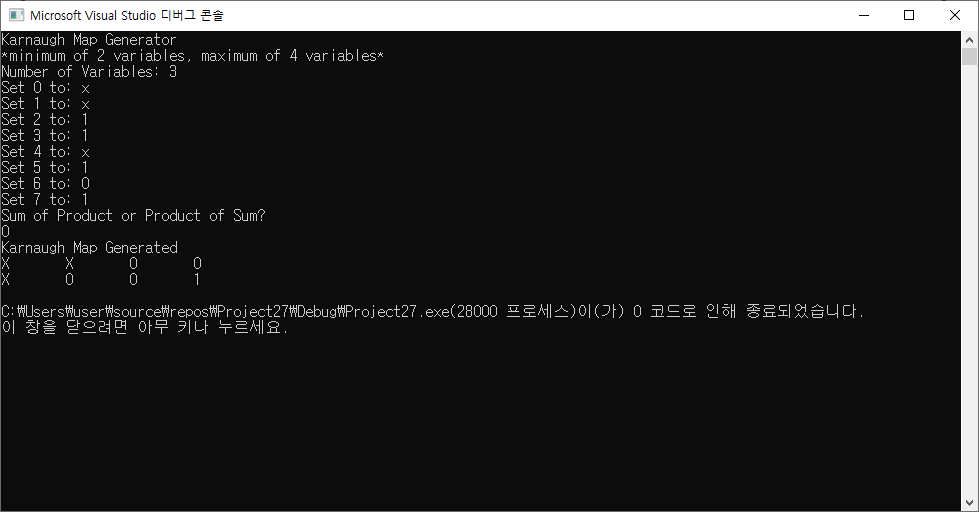 Microsoft Visual Studio 디버그 콘솔
Karnaugh Map Generator
*minimum of 2 variables, maximum of 4 variables*
Number of Variables: 3
Set 0 to: x
Set 1 to: x
Set 2 to: 1
Set 3 to: 1
Set 4 to: x
Set 5 to: 1
Set 6 to: 0
Set 7 to: 1
Sum of Product or Product of Sum?
0
Karnaugh Map Generated
X X 0 0
X 0 0 1
C:₩Users₩user₩source₩repos₩Project27₩Debug₩Project27.exe(28000 프로세스)이(가) 0 코드로 인해 종료되었습니다.
이 창을 닫으려면 아무 키나 누르세요.